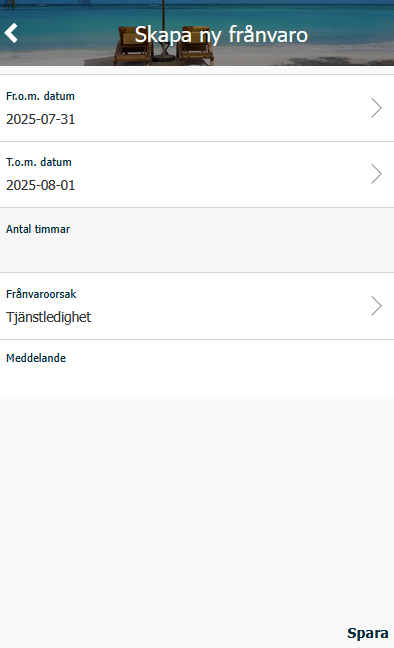 Skapa ny frånvaro
Fr.o.m. datum
2025-07-31
T.o.m. datum
2025-08-01
Antal timmar
Frånvaroorsak
Tjänstledighet
Meddelande
Spara